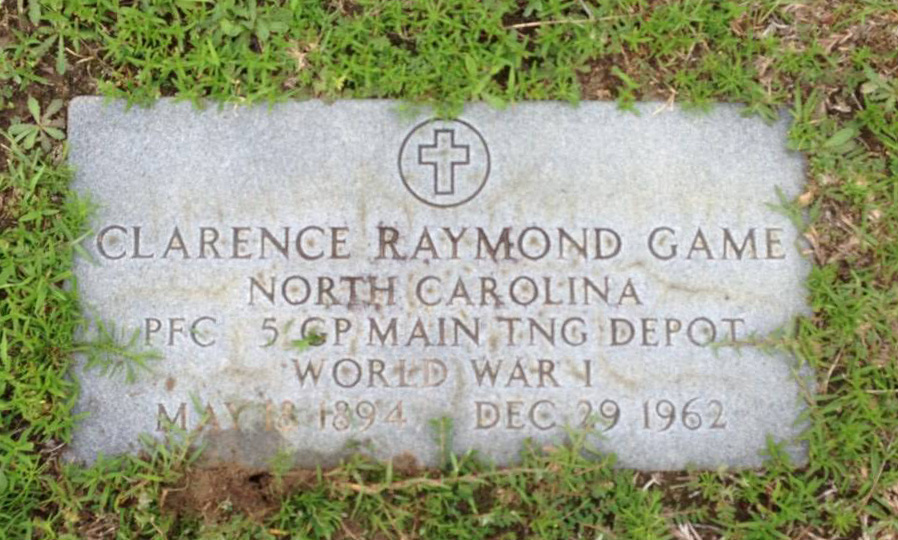 CLARENCE RAYMOND GAME
NORTH CAROLINA
PFC 5 GP MAIN TNG DEPOT
WORLD WAR I
MAY 18 1894 DEC 29 1962